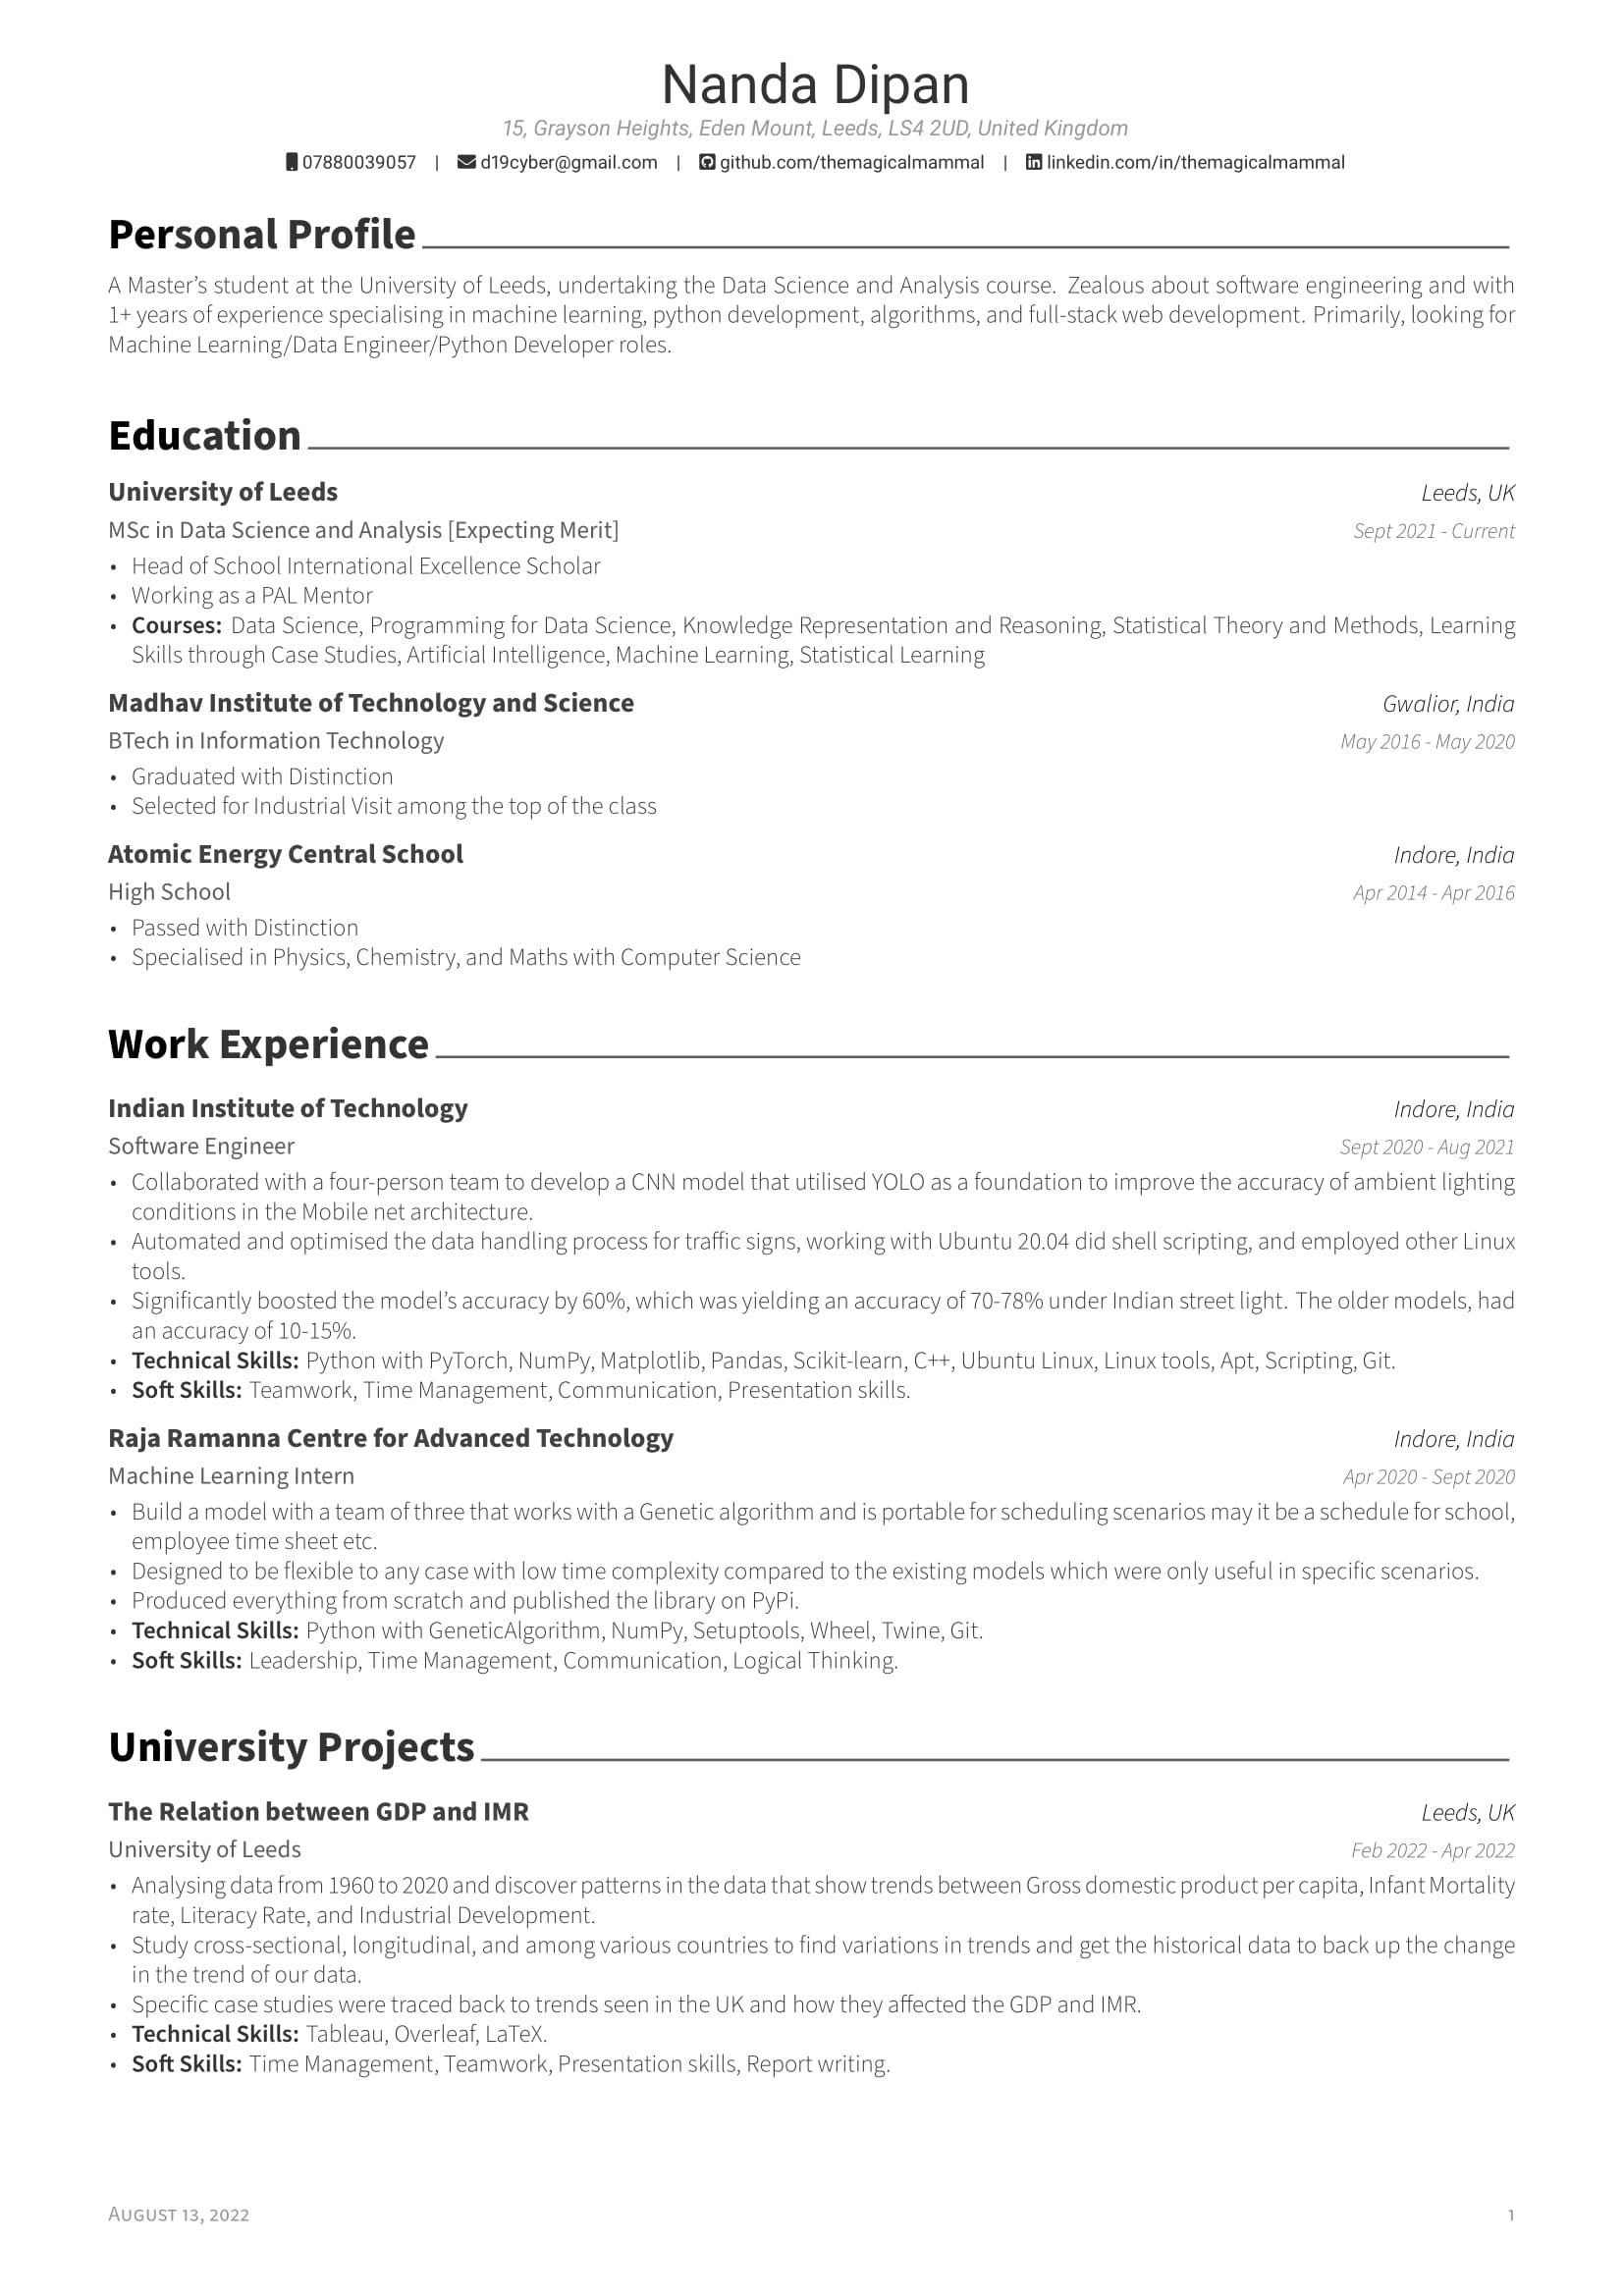 Nanda Dipan
15, Grayson Heights, Eden Mount, Leeds, LS4 2UD, United Kingdom
07880039057 | d19cyber@gmail.com | github.com/themagicalmammal | linkedin.com/in/themagicalmammal
Personal Profile
A Master's student at the University of Leeds, undertaking the Data Science and Analysis course. Zealous about software engineering and with
1+ years of experience specialising in machine learning, python development, algorithms, and full-stack web development. Primarily, looking for
Machine Learning/Data Engineer/Python Developer roles.
Education
University of Leeds Leeds, UK
MSc in Data Science and Analysis [Expecting Merit] Sept 2021 - Current
• Head of School International Excellence Scholar
• Working as a PAL Mentor
• Courses: Data Science, Programming for Data Science, Knowledge Representation and Reasoning, Statistical Theory and Methods, Learning
Skills through Case Studies, Artificial Intelligence, Machine Learning, Statistical Learning
Madhav Institute of Technology and Science Gwalior, India
BTech in Information Technology May 2016 - May 2020
• Graduated with Distinction
• Selected for Industrial Visit among the top of the class
Atomic Energy Central School Indore, India
High School Apr 2014 - Apr 2016
• Passed with Distinction
• Specialised in Physics, Chemistry, and Maths with Computer Science
Work Experience
Indian Institute of Technology Indore, India
Software Engineer Sept 2020 - Aug 2021
• Collaborated with a four-person team to develop a CNN model that utilised YOLO as a foundation to improve the accuracy of ambient lighting
conditions in the Mobile net architecture.
• Automated and optimised the data handling process for traffic signs, working with Ubuntu 20.04 did shell scripting, and employed other Linux
tools.
• Significantly boosted the model's accuracy by 60%, which was yielding an accuracy of 70-78% under Indian street light. The older models, had
an accuracy of 10-15%.
• Technical Skills: Python with PyTorch, NumPy, Matplotlib, Pandas, Scikit-learn, C++, Ubuntu Linux, Linux tools, Apt, Scripting, Git.
• Soft Skills: Teamwork, Time Management, Communication, Presentation skills.
Raja Ramanna Centre for Advanced Technology Indore, India
Machine Learning Intern Apr 2020 - Sept 2020
• Build a model with a team of three that works with a Genetic algorithm and is portable for scheduling scenarios may it be a schedule for school,
employee time sheet etc.
• Designed to be flexible to any case with low time complexity compared to the existing models which were only useful in specific scenarios.
• Produced everything from scratch and published the library on PyPi.
• Technical Skills: Python with GeneticAlgorithm, NumPy, Setuptools, Wheel, Twine, Git.
• Soft Skills: Leadership, Time Management, Communication, Logical Thinking.
University Projects
The Relation between GDP and IMR Leeds, UK
University of Leeds Feb 2022 - Apr 2022
• Analysing data from 1960 to 2020 and discover patterns in the data that show trends between Gross domestic product per capita, Infant Mortality
rate, Literacy Rate, and Industrial Development.
• Study cross-sectional, longitudinal, and among various countries to find variations in trends and get the historical data to back up the change
in the trend of our data.
• Specific case studies were traced back to trends seen in the UK and how they affected the GDP and IMR.
• Technical Skills: Tableau, Overleaf, LaTeX.
• Soft Skills: Time Management, Teamwork, Presentation skills, Report writing.
August 13, 2022 1